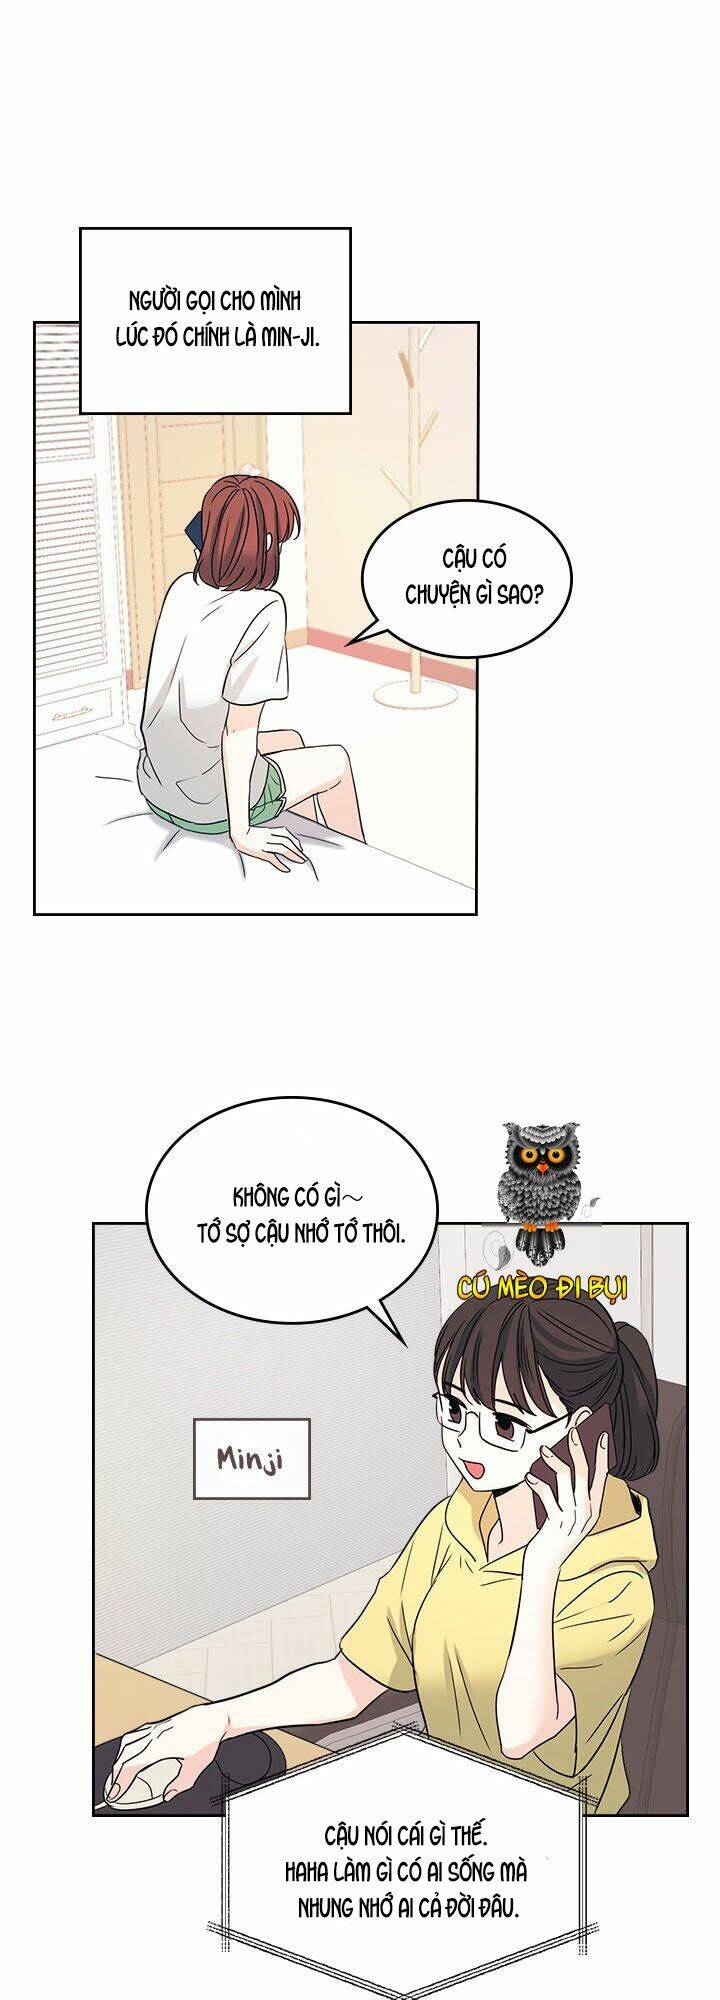 NGƯỜI GỌI CHO MÌNH
LÚC ĐÓ CHÍNH LÀ MIN-JI.
CẬU CÓ
CHUYỆN GÌ SAO?
KHÔNG CÓ GÌ~
TỚ SỢ CẬU NHỚ TỚ THÔI.
CÚ MÈO ĐI BỤI
Minji
CẬU NÓI CÁI GÌ THẾ.
HAHA LÀM GÌ CÓ AI SỐNG MÀ
NHUNG NHỚ AI CẢ ĐỜI ĐÂU.